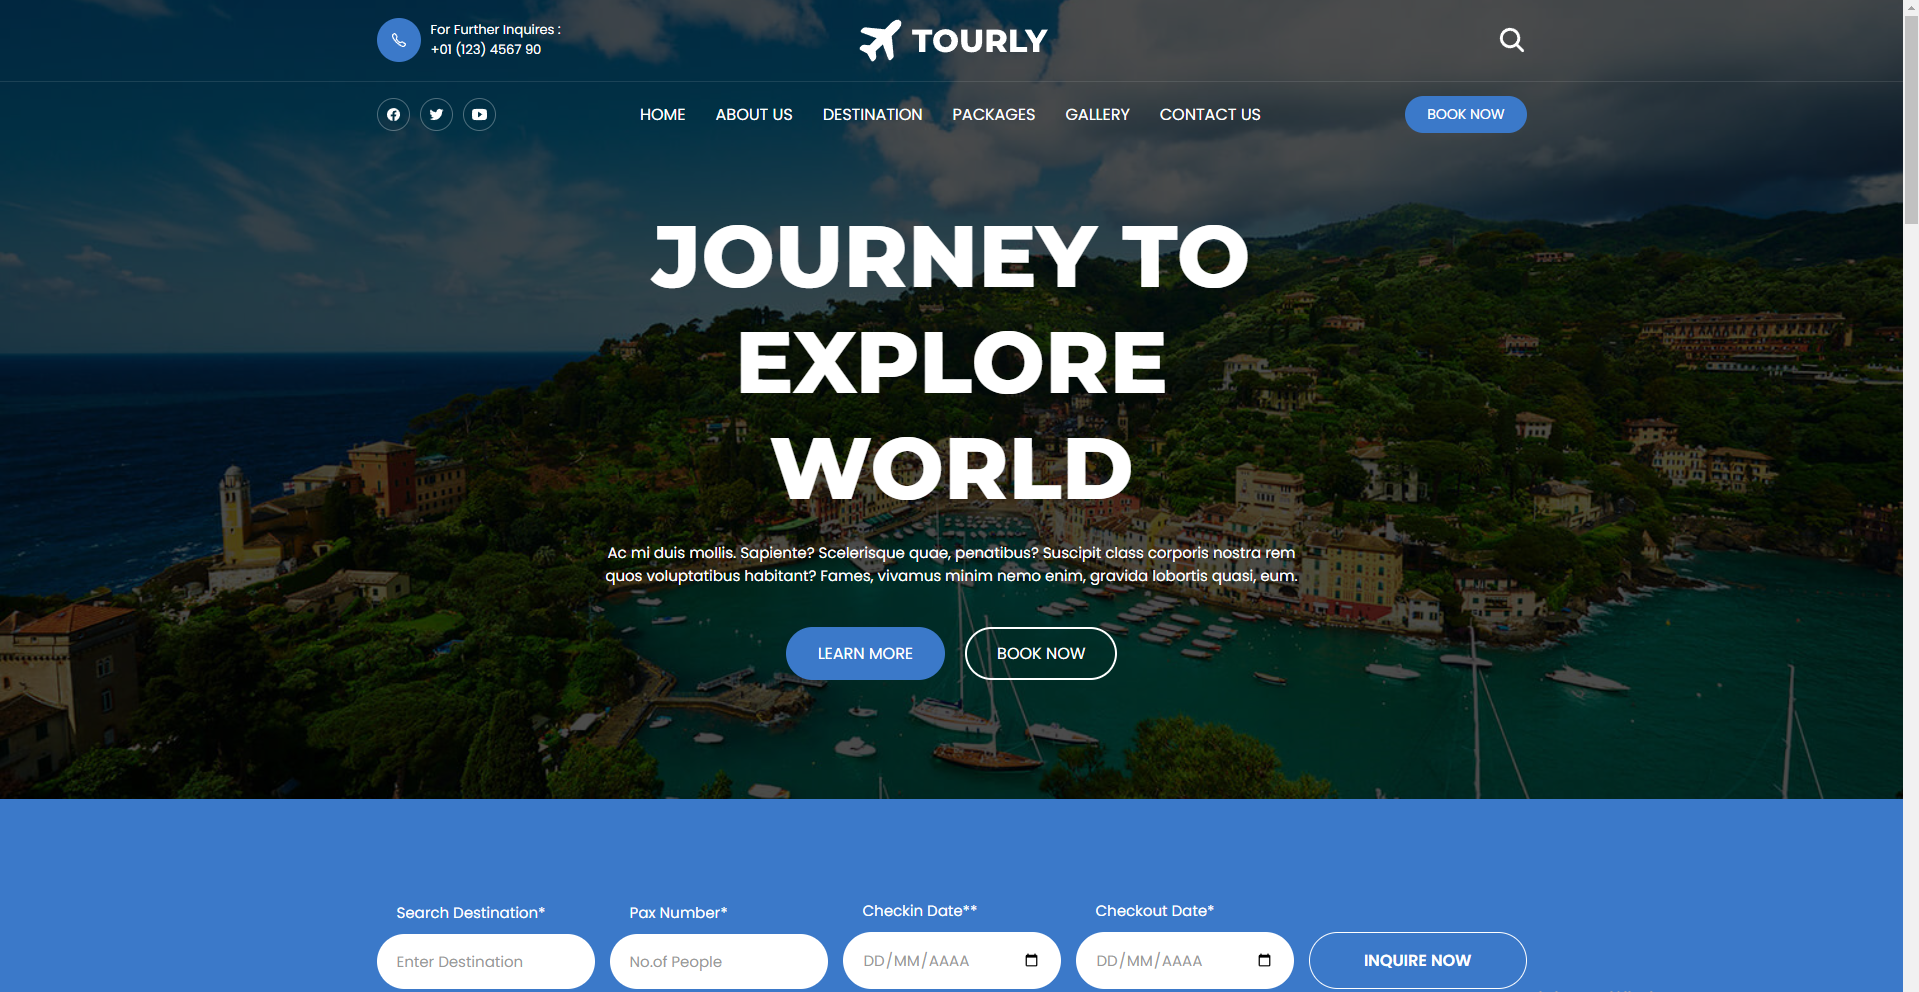 For Further Inquires :
+01 (123) 4567 90
TOURLY
HOME ABOUT US DESTINATION PACKAGES GALLERY CONTACT US
BOOK NOW
JOURNEY TO
EXPLORE
WORLD
Ac mi duis mollis. Sapiente? Scelerisque quae, penatibus? Suscipit class corporis nostra rem
quos voluptatibus habitant? Fames, vivamus minim nemo enim, gravida lobortis quasi, eum.
LEARN MORE BOOK NOW
Search Destination* Pax Number* Checkin Date** Checkout Date*
Enter Destination No.of People DD/MM/AAAA DD/MM/AAAA INQUIRE NOW